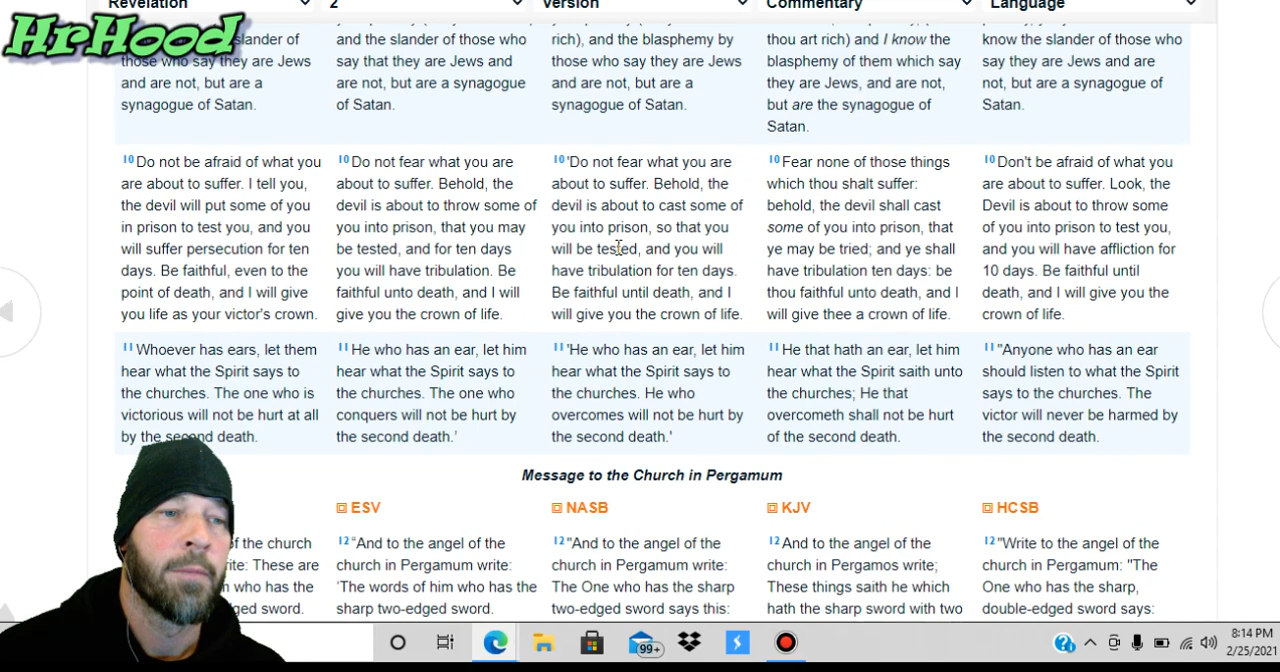 Revelation 2 Version Commentary Language
HrHood
slander of
those who say they are Jews
and are not, but are a
synagogue of Satan.
and the slander of those who
say that they are Jews and
are not, but are a synagogue
of Satan.
rich), and the blasphemy by
those who say they are Jews
and are not, but are a
synagogue of Satan.
thou art rich) and I know the
blasphemy of them which say
they are Jews, and are not,
but are the synagogue of
Satan.
know the slander of those who
say they are Jews and are
not, but are a synagogue of
Satan.
10 Do not be afraid of what you
are about to suffer. I tell you,
the devil will put some of you
in prison to test you, and you
will suffer persecution for ten
days. Be faithful, even to the
point of death, and I will give
you life as your victor's crown.
10 Do not fear what you are
about to suffer. Behold, the
devil is about to throw some of
you into prison, that you may
be tested, and for ten days
you will have tribulation. Be
faithful unto death, and I will
give you the crown of life.
10 'Do not fear what you are
about to suffer. Behold, the
devil is about to cast some of
you into prison, so that you
will be tested, and you will
have tribulation for ten days.
Be faithful until death, and I
will give you the crown of life.
10 Fear none of those things
which thou shalt suffer:
behold, the devil shall cast
some of you into prison, that
ye may be tried; and ye shall
have tribulation ten days: be
thou faithful unto death, and I
will give thee a crown of life.
10 Don't be afraid of what you
are about to suffer. Look, the
Devil is about to throw some
of you into prison to test you,
and you will have affliction for
10 days. Be faithful until
death, and I will give you the
crown of life.
11 Whoever has ears, let them
hear what the Spirit says to
the churches. The one who is
victorious will not be hurt at all
by the second death.
11 He who has an ear, let him
hear what the Spirit says to
the churches. The one who
conquers will not be hurt by
the second death.'
11 'He who has an ear, let him
hear what the Spirit says to
the churches. He who
overcomes will not be hurt by
the second death.'
11 He that hath an ear, let him
hear what the Spirit saith unto
the churches; He that
overcometh shall not be hurt
of the second death.
11 "Anyone who has an ear
should listen to what the Spirit
says to the churches. The
victor will never be harmed by
the second death.
Message to the Church in Pergamum
ESV
NASB
KJV
HCSB
of the church
These are
who has the
sword.
12 “And to the angel of the
church in Pergamum write:
‘The words of him who has the
sharp two-edged sword.
12 "And to the angel of the
church in Pergamum write:
The One who has the sharp
two-edged sword says this:
12 And to the angel of the
church in Pergamos write;
These things saith he which
hath the sharp sword with two
12 "Write to the angel of the
church in Pergamum: "The
One who has the sharp,
double-edged sword says:
99+
8:14 PM
2/25/2021